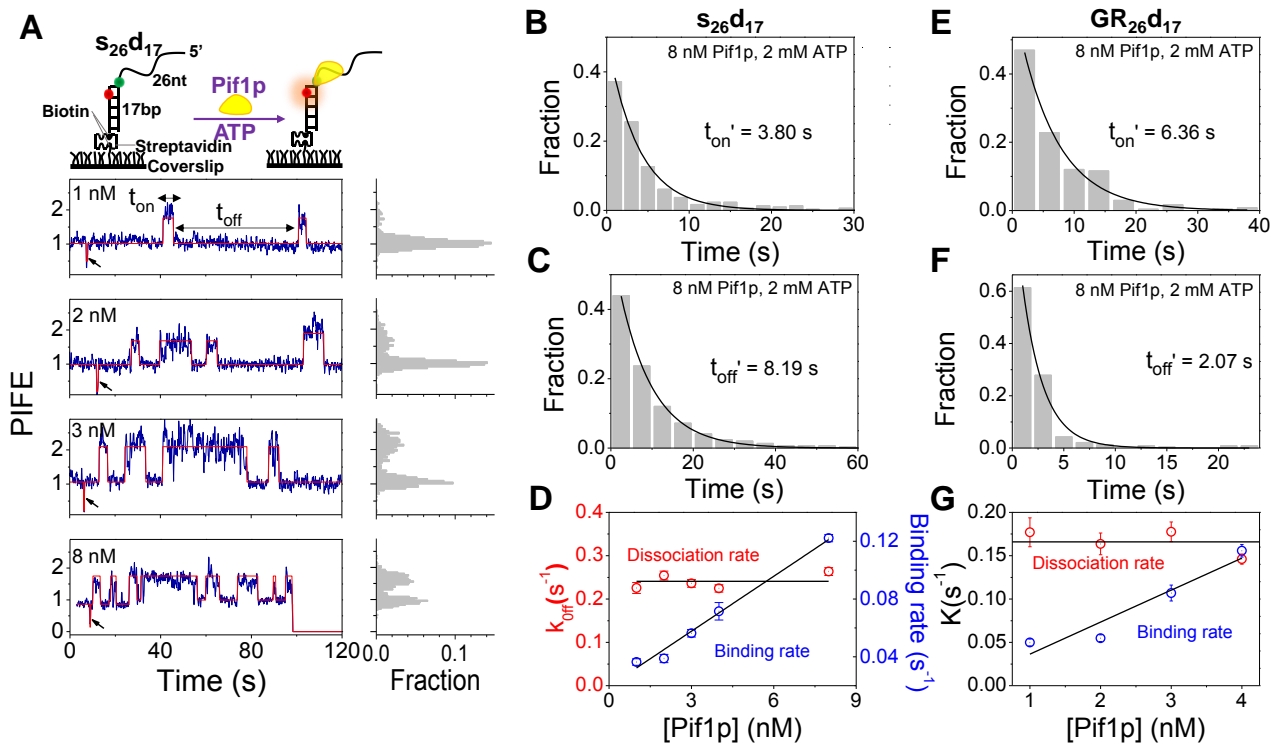 A
s26d17
5'
26nt
Pif1p
17bp
Biotin
ATP
Streptavidin
Coverslip
1 nM
ton
toff
2
1
2 nM
2
1
3 nM
2
1
8 nM
2
1
0
PIFE
0 40 80 120
Time (s)
0.0 0.1
Fraction
B
s26d17
8 nM Pif1p, 2 mM ATP
ton' = 3.80 s
0.4
0.2
0.0
Fraction
0 10 20 30
Time (s)
C
8 nM Pif1p, 2 mM ATP
toff' = 8.19 s
0.4
0.2
0.0
Fraction
0 20 40 60
Time (s)
D
0.4
0.3
0.2
0.1
0.0
koff(s-1)
Dissociation rate
Binding rate
0.12
0.08
0.04
Binding rate (s-1)
0 3 6 9
[Pif1p] (nM)
E
GR26d17
8 nM Pif1p, 2 mM ATP
ton' = 6.36 s
0.4
0.2
0.0
Fraction
0 10 20 30 40
Time (s)
F
8 nM Pif1p, 2 mM ATP
toff' = 2.07 s
0.6
0.4
0.2
0.0
Fraction
0 5 10 15 20
Time (s)
G
0.20
0.15
0.10
0.05
0.00
K(s-1)
Dissociation rate
Binding rate
1 2 3 4
[Pif1p] (nM)